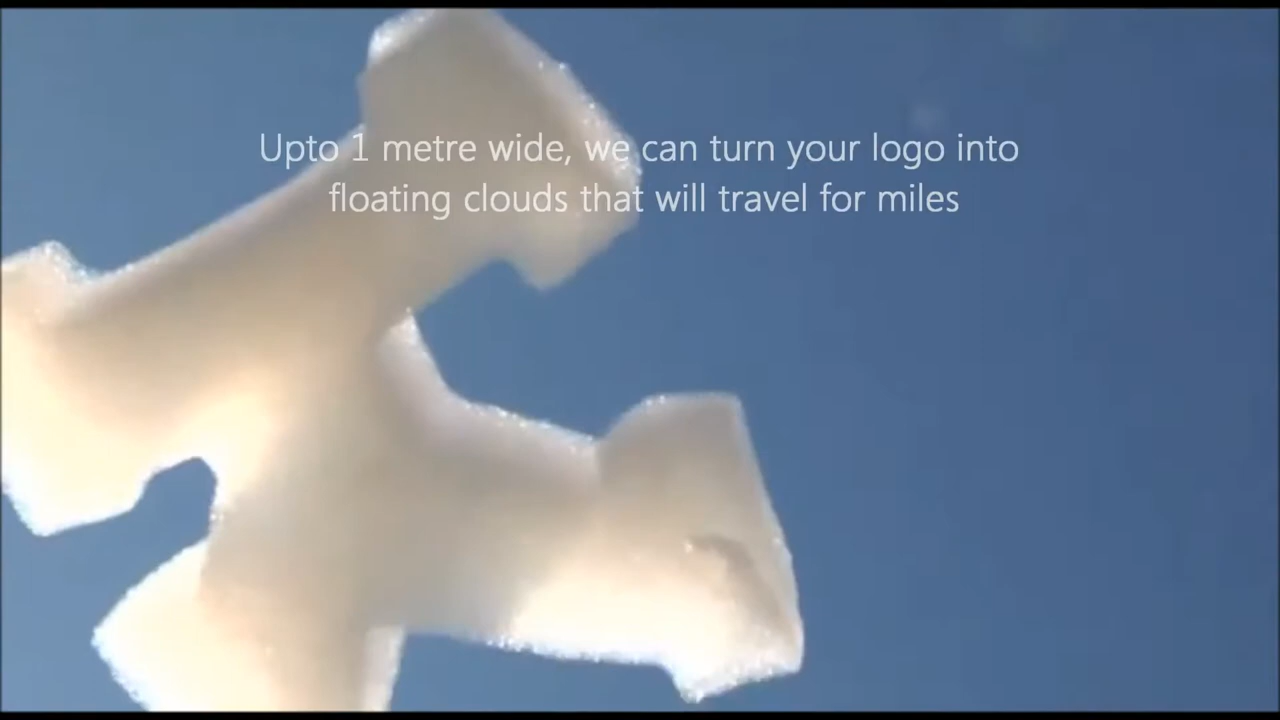 Upto 1 metre wide, we can turn your logo into
floating clouds that will travel for miles